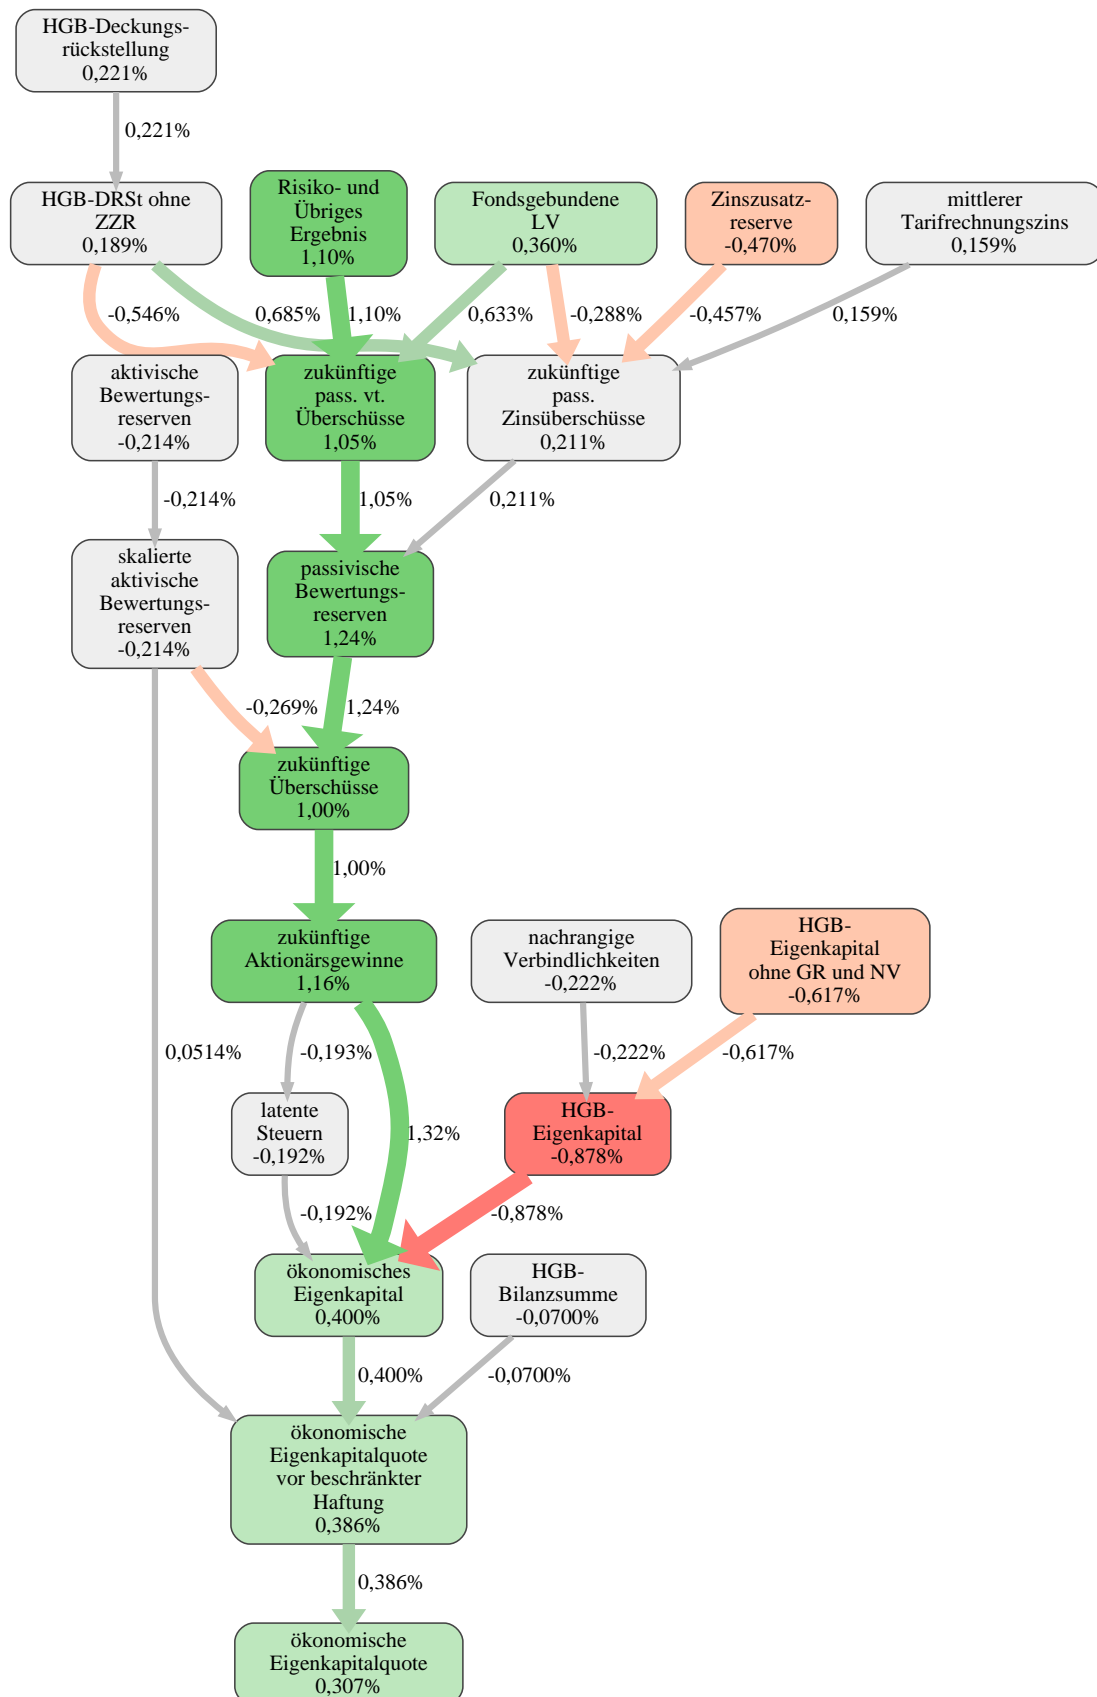 HGB-Deckungs-
rückstellung
0,221%
0,221%
HGB-DRSt ohne
ZZR
0,189%
Risiko- und
Übriges
Ergebnis
1,10%
Fondsgebundene
LV
0,360%
Zinszusatz-
reserve
-0,470%
mittlerer
Tarifrechnungszins
0,159%
-0,546%
0,685%
1,10%
0,633%
-0,288%
-0,457%
0,159%
aktivische
Bewertungs-
reserven
-0,214%
zukünftige
pass. vt.
Überschüsse
1,05%
zukünftige
pass.
Zinsüberschüsse
0,211%
-0,214%
1,05%
0,211%
skalierte
aktivische
Bewertungs-
reserven
-0,214%
passivische
Bewertungs-
reserven
1,24%
-0,269%
1,24%
zukünftige
Überschüsse
1,00%
1,00%
zukünftige
Aktionärsgewinne
1,16%
nachrangige
Verbindlichkeiten
-0,222%
HGB-
Eigenkapital
ohne GR und NV
-0,617%
0,0514%
-0,193%
-0,222%
-0,617%
latente
Steuern
-0,192%
1,32%
HGB-
Eigenkapital
-0,878%
-0,192%
-0,878%
ökonomisches
Eigenkapital
0,400%
HGB-
Bilanzsumme
-0,0700%
0,400%
-0,0700%
ökonomische
Eigenkapitalquote
vor beschränkter
Haftung
0,386%
0,386%
ökonomische
Eigenkapitalquote
0,307%